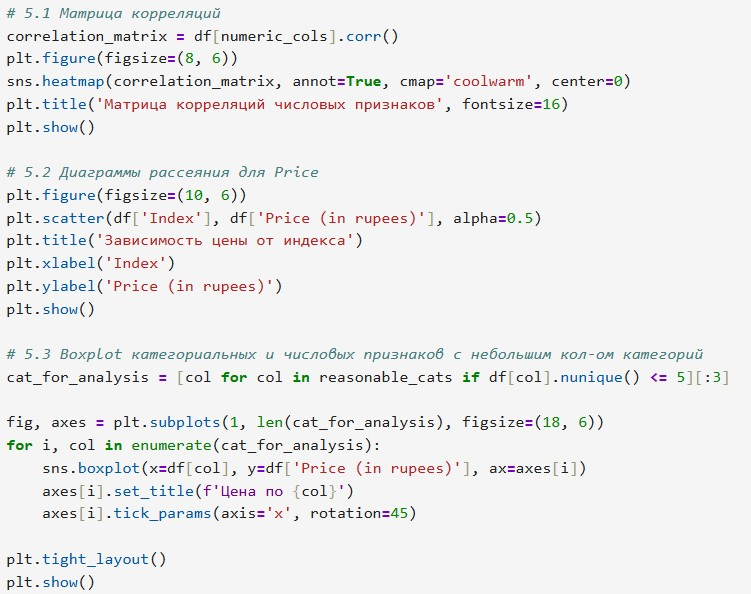 # 5.1 Матрица корреляций
correlation_matrix = df[numeric_cols].corr()
plt.figure(figsize=(8, 6))
sns.heatmap(correlation_matrix, annot=True, cmap='coolwarm', center=0)
plt.title('Матрица корреляций числовых признаков', fontsize=16)
plt.show()
# 5.2 Диаграммы рассеяния для Price
plt.figure(figsize=(10, 6))
plt.scatter(df['Index'], df['Price (in rupees)'], alpha=0.5)
plt.title('Зависимость цены от индекса')
plt.xlabel('Index')
plt.ylabel('Price (in rupees)')
plt.show()
# 5.3 Boxplot категориальных и числовых признаков с небольшим кол-ом категорий
cat_for_analysis = [col for col in reasonable_cats if df[col].nunique() <= 5][:3]
fig, axes = plt.subplots(1, len(cat_for_analysis), figsize=(18, 6))
for i, col in enumerate(cat_for_analysis):
    sns.boxplot(x=df[col], y=df['Price (in rupees)'], ax=axes[i])
    axes[i].set_title(f'Цена по {col}')
    axes[i].tick_params(axis='x', rotation=45)
plt.tight_layout()
plt.show()